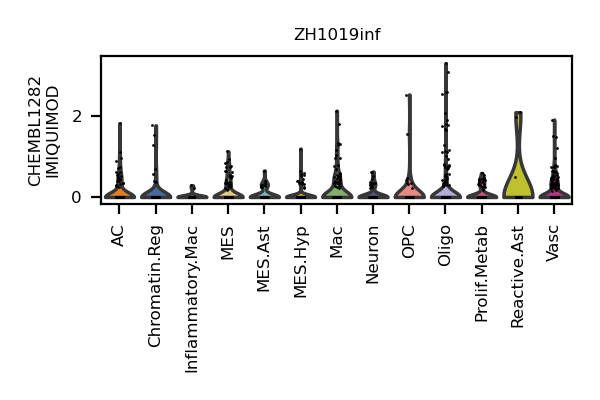 ZH1019inf
CHEMBL1282
IMIQUIMOD
2
0
AC
Chromatin.Reg
Inflammatory.Mac
MES
MES.Ast
MES.Hyp
Mac
Neuron
OPC
Oligo
Prolif.Metab
Reactive.Ast
Vasc